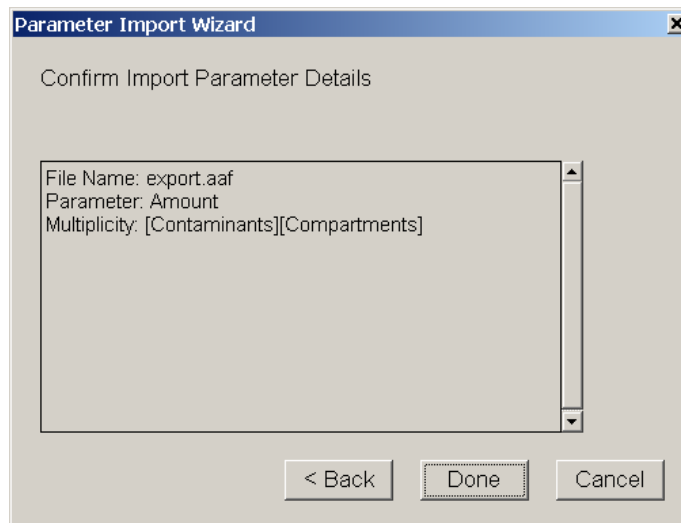 Parameter Import Wizard
Confirm Import Parameter Details
File Name: export.aaf
Parameter: Amount
Multiplicity: [Contaminants][Compartments]
< Back
Done
Cancel